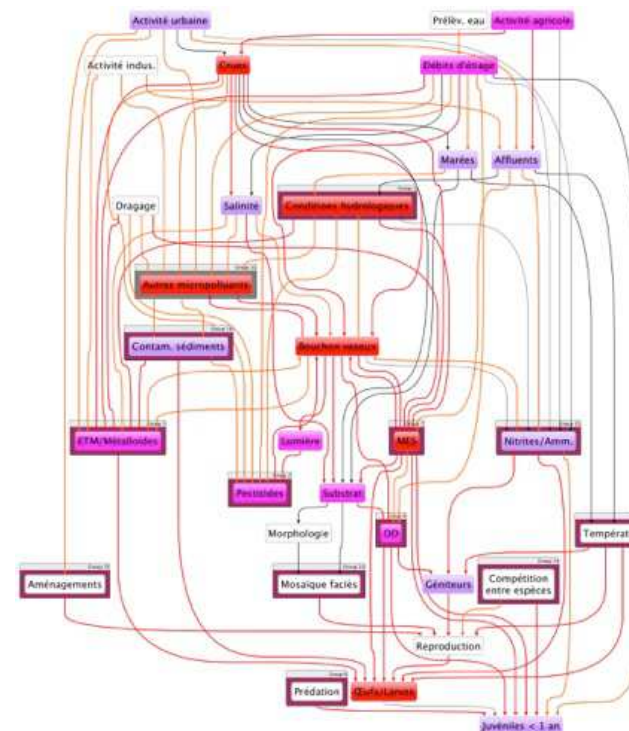 Activité urbaine
Prélèv. eau
Activité agricole
Activité indus.
Crues
Débits d'étiage
Marées
Affluents
Dragage
Salinité
Conditions hydrologiques
Autres micropolluants
Contam. sédiments
Bouchon vaseux
ETM/Métalloïdes
Lumière
MES
Nitrites/Amm.
Pesticides
Substrat
Morphologie
OD
Températ
Aménagements
Mosaïque faciès
Géniteurs
Compétition
entre espèces
Reproduction
Prédation
Œufs/Larves
Juvéniles < 1 an